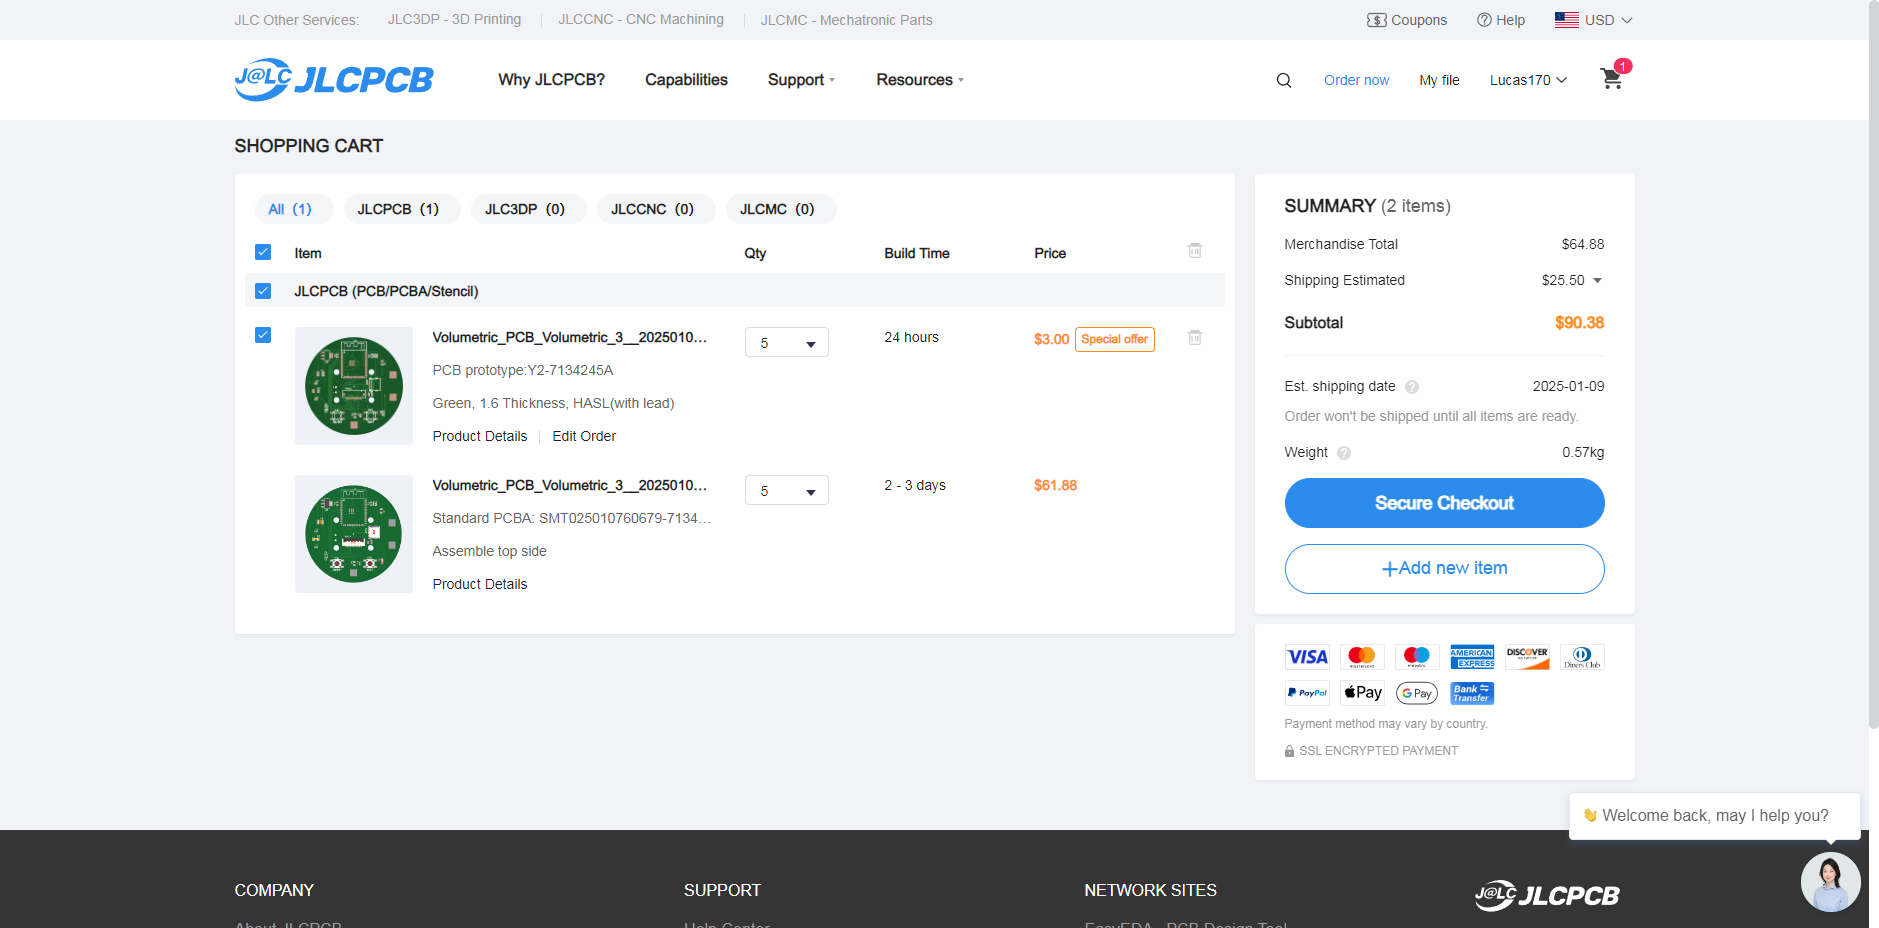 JLC Other Services: JLC3DP - 3D Printing JLCCNC - CNC Machining JLCMC - Mechatronic Parts Coupons Help USD
J@LC JLCPCB Why JLCPCB? Capabilities Support Resources Order now My file Lucas170 1
SHOPPING CART
All (1) JLCPCB (1) JLC3DP (0) JLCCNC (0) JLCMC (0)
Item Qty Build Time Price
JLCPCB (PCB/PCBA/Stencil)
Volumetric_PCB_Volumetric_3__2025010... 5 24 hours $3.00 Special offer
PCB prototype:Y2-7134245A
Green, 1.6 Thickness, HASL(with lead)
Product Details Edit Order
Volumetric_PCB_Volumetric_3__2025010... 5 2 - 3 days $61.88
Standard PCBA: SMT025010760679-7134...
Assemble top side
Product Details
SUMMARY (2 items)
Merchandise Total $64.88
Shipping Estimated $25.50
Subtotal $90.38
Est. shipping date ? 2025-01-09
Order won't be shipped until all items are ready.
Weight ? 0.57kg
Secure Checkout
+Add new item
VISA mastercard maestro AMERICAN EXPRESS DISCOVER Diners Club
PayPal Pay G Pay Bank Transfer
Payment method may vary by country.
SSL ENCRYPTED PAYMENT
👋 Welcome back, may I help you?
COMPANY SUPPORT NETWORK SITES J@LC JLCPCB
About JLCPCB Help Center EasyEDA - PCB Design Tool